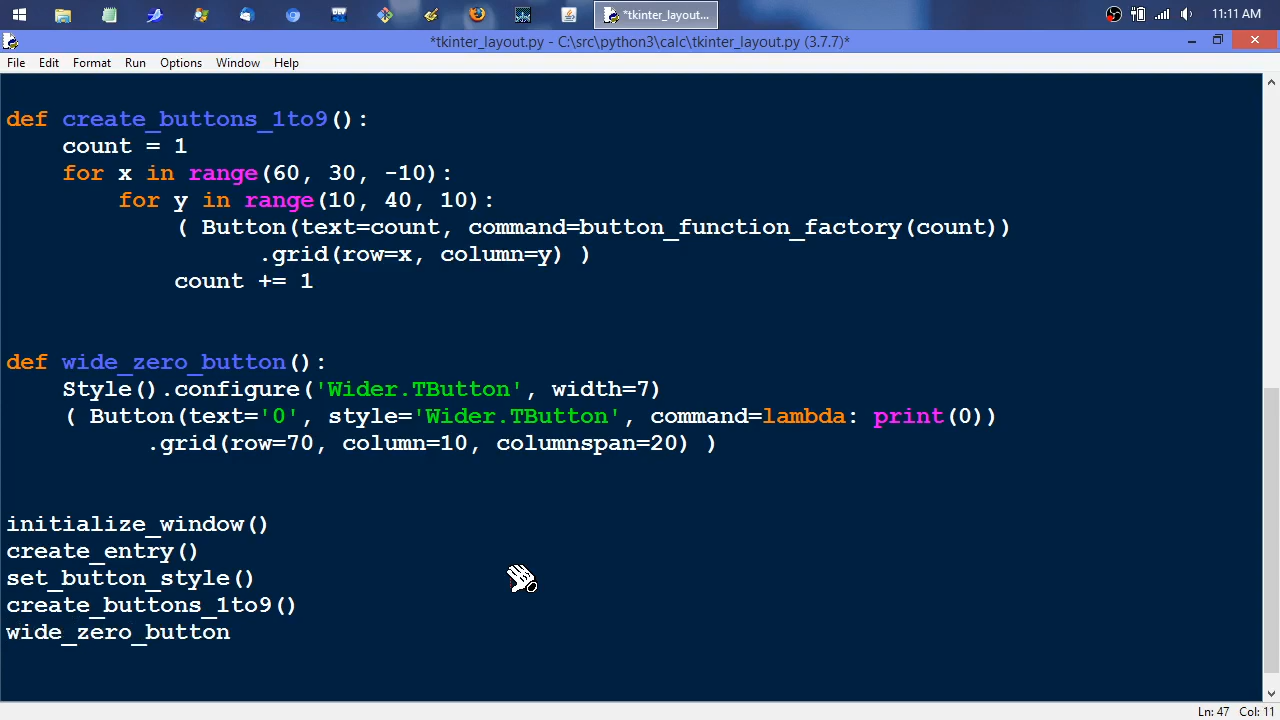 *tkinter_layout...
11:11 AM
*tkinter_layout.py - C:\src\python3\calc\tkinter_layout.py (3.7.7)*
File Edit Format Run Options Window Help
def create_buttons_1to9():
    count = 1
    for x in range(60, 30, -10):
        for y in range(10, 40, 10):
            ( Button(text=count, command=button_function_factory(count))
                  .grid(row=x, column=y) )
            count += 1
def wide_zero_button():
    Style().configure('Wider.TButton', width=7)
    ( Button(text='0', style='Wider.TButton', command=lambda: print(0))
          .grid(row=70, column=10, columnspan=20) )
initialize_window()
create_entry()
set_button_style()
create_buttons_1to9()
wide_zero_button
Ln: 47 Col: 11